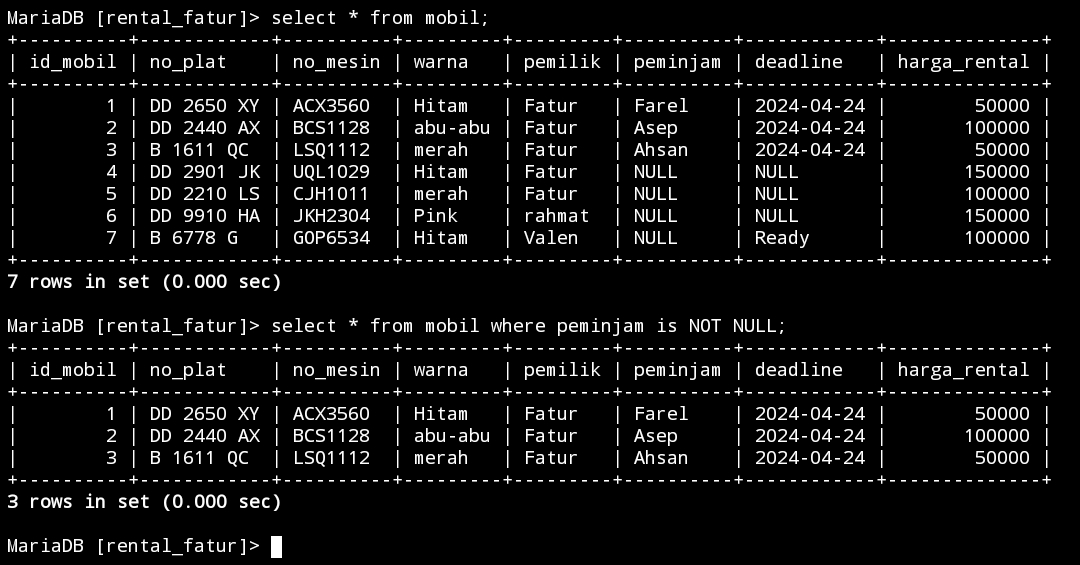 MariaDB [rental_fatur]> select * from mobil;
+----------+------------+----------+---------+---------+----------+------------+--------------+
| id_mobil | no_plat    | no_mesin | warna   | pemilik | peminjam | deadline   | harga_rental |
+----------+------------+----------+---------+---------+----------+------------+--------------+
|        1 | DD 2650 XY | ACX3560  | Hitam   | Fatur   | Farel    | 2024-04-24 |        50000 |
|        2 | DD 2440 AX | BCS1128  | abu-abu | Fatur   | Asep     | 2024-04-24 |       100000 |
|        3 | B 1611 QC  | LSQ1112  | merah   | Fatur   | Ahsan    | 2024-04-24 |        50000 |
|        4 | DD 2901 JK | UQL1029  | Hitam   | Fatur   | NULL     | NULL       |       150000 |
|        5 | DD 2210 LS | CJH1011  | merah   | Fatur   | NULL     | NULL       |       100000 |
|        6 | DD 9910 HA | JKH2304  | Pink    | rahmat  | NULL     | NULL       |       150000 |
|        7 | B 6778 G   | GOP6534  | Hitam   | Valen   | NULL     | Ready      |       100000 |
+----------+------------+----------+---------+---------+----------+------------+--------------+
7 rows in set (0.000 sec)
MariaDB [rental_fatur]> select * from mobil where peminjam is NOT NULL;
+----------+------------+----------+---------+---------+----------+------------+--------------+
| id_mobil | no_plat    | no_mesin | warna   | pemilik | peminjam | deadline   | harga_rental |
+----------+------------+----------+---------+---------+----------+------------+--------------+
|        1 | DD 2650 XY | ACX3560  | Hitam   | Fatur   | Farel    | 2024-04-24 |        50000 |
|        2 | DD 2440 AX | BCS1128  | abu-abu | Fatur   | Asep     | 2024-04-24 |       100000 |
|        3 | B 1611 QC  | LSQ1112  | merah   | Fatur   | Ahsan    | 2024-04-24 |        50000 |
+----------+------------+----------+---------+---------+----------+------------+--------------+
3 rows in set (0.000 sec)
MariaDB [rental_fatur]>